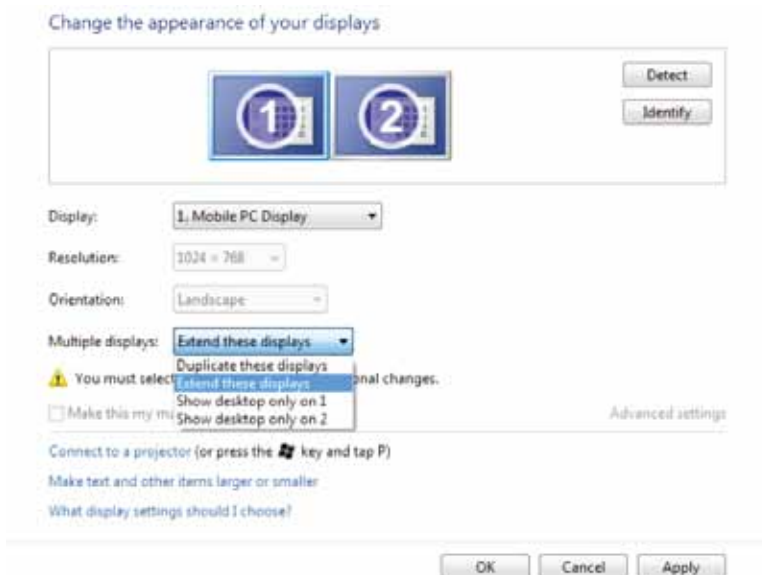 Change the appearance of your displays
1 2
Detect
Identify
Display: 1. Mobile PC Display
Resolution: 1024 × 768
Orientation: Landscape
Multiple displays: Extend these displays
Duplicate these displays
You must select onal changes.
Extend these displays
Show desktop only on 1
Make this my m Advanced settings
Show desktop only on 2
Connect to a projector (or press the key and tap P)
Make text and other items larger or smaller
What display settings should I choose?
OK Cancel Apply